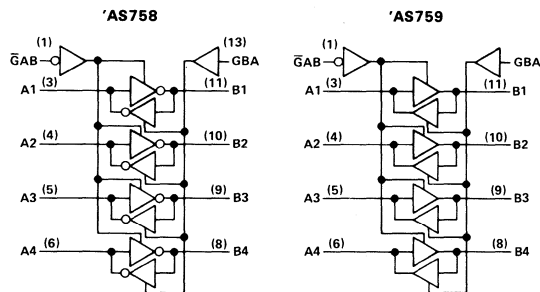 'AS758
(1)
(13)
G̅AB
GBA
(3)
(11)
A1
B1
(4)
(10)
A2
B2
(5)
(9)
A3
B3
(6)
(8)
A4
B4
'AS759
(1)
G̅AB
GBA
(3)
(11)
A1
B1
(4)
(10)
A2
B2
(5)
(9)
A3
B3
(6)
(8)
A4
B4